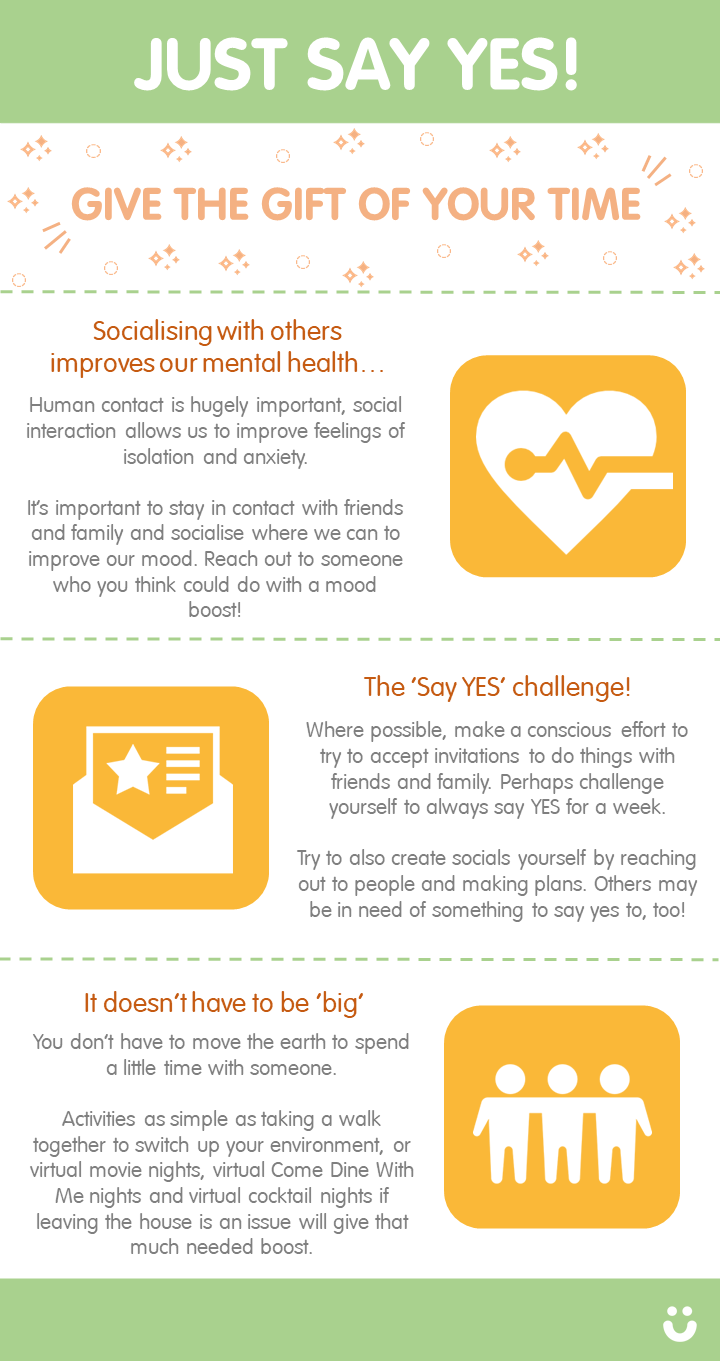 JUST SAY YES!
GIVE THE GIFT OF YOUR TIME
Socialising with others
improves our mental health...
Human contact is hugely important, social
interaction allows us to improve feelings of
isolation and anxiety.
It's important to stay in contact with friends
and family and socialise where we can to
improve our mood. Reach out to someone
who you think could do with a mood
boost!
The 'Say YES' challenge!
Where possible, make a conscious effort to
try to accept invitations to do things with
friends and family. Perhaps challenge
yourself to always say YES for a week.
Try to also create socials yourself by reaching
out to people and making plans. Others may
be in need of something to say yes to, too!
It doesn't have to be 'big'
You don't have to move the earth to spend
a little time with someone.
Activities as simple as taking a walk
together to switch up your environment, or
virtual movie nights, virtual Come Dine With
Me nights and virtual cocktail nights if
leaving the house is an issue will give that
much needed boost.